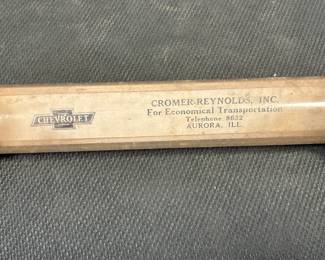 CHEVROLET
CROMER-REYNOLDS, INC.
For Economical Transportation
Telephone 8632
AURORA, ILL.